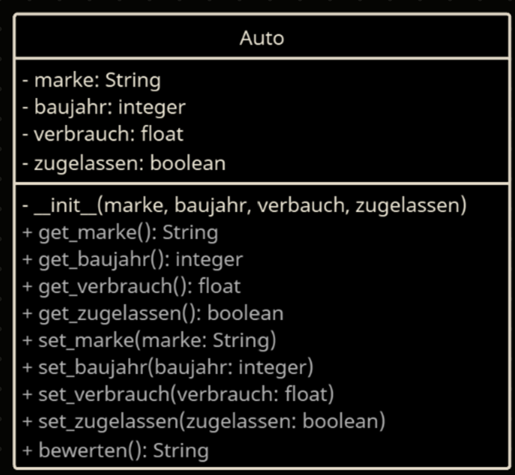 Auto
- marke: String
- baujahr: integer
- verbrauch: float
- zugelassen: boolean
- __init__(marke, baujahr, verbauch, zugelassen)
+ get_marke(): String
+ get_baujahr(): integer
+ get_verbrauch(): float
+ get_zugelassen(): boolean
+ set_marke(marke: String)
+ set_baujahr(baujahr: integer)
+ set_verbrauch(verbrauch: float)
+ set_zugelassen(zugelassen: boolean)
+ bewerten(): String